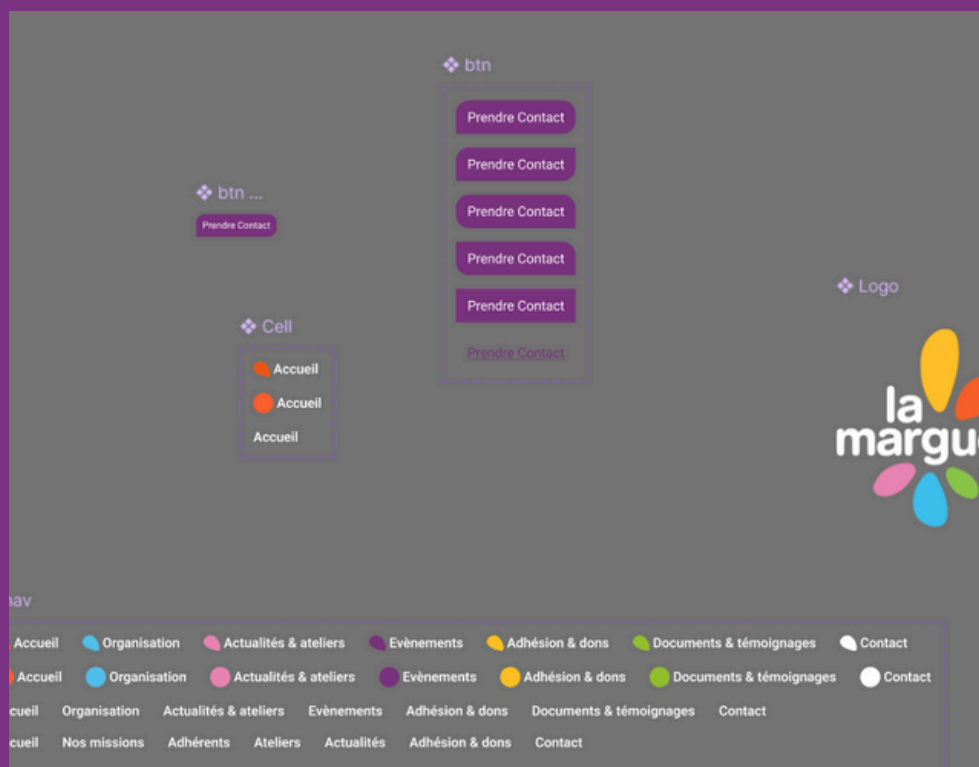 btn
Prendre Contact
Prendre Contact
Prendre Contact
Prendre Contact
Prendre Contact
Prendre Contact
btn ...
Prendre Contact
Cell
Accueil
Accueil
Accueil
Logo
la
margue
nav
Accueil Organisation Actualités & ateliers Evènements Adhésion & dons Documents & témoignages Contact
Accueil Organisation Actualités & ateliers Evènements Adhésion & dons Documents & témoignages Contact
cueil Organisation Actualités & ateliers Evènements Adhésion & dons Documents & témoignages Contact
cueil Nos missions Adhérents Ateliers Actualités Adhésion & dons Contact